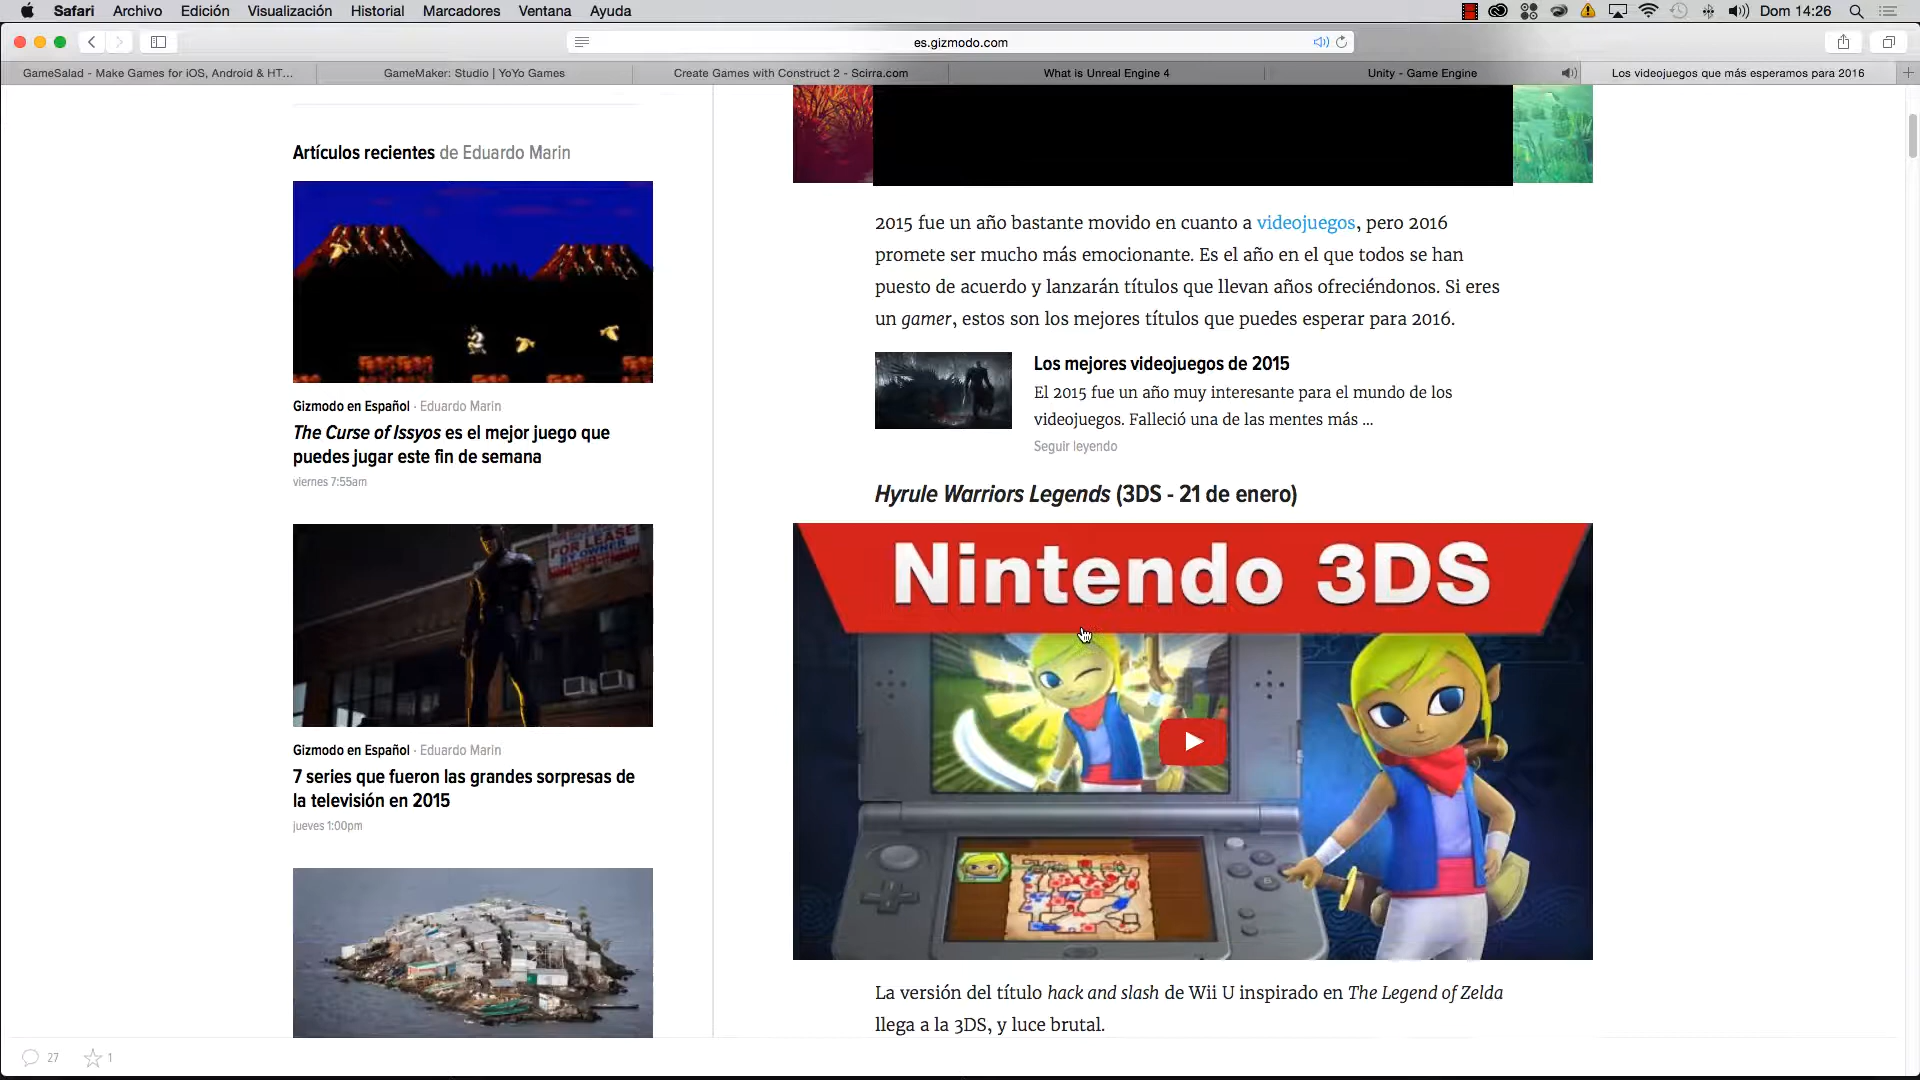 Safari Archivo Edición Visualización Historial Marcadores Ventana Ayuda Dom 14:26
es.gizmodo.com
GameSalad - Make Games for iOS, Android & HT... GameMaker: Studio | YoYo Games Create Games with Construct 2 - Scirra.com What is Unreal Engine 4 Unity - Game Engine Los videojuegos que más esperamos para 2016
Artículos recientes de Eduardo Marin
Gizmodo en Español · Eduardo Marin
The Curse of Issyos es el mejor juego que
puedes jugar este fin de semana
viernes 7:55am
FOR LEASE
BY OWNER
Gizmodo en Español · Eduardo Marin
7 series que fueron las grandes sorpresas de
la televisión en 2015
jueves 1:00pm
2015 fue un año bastante movido en cuanto a videojuegos, pero 2016
promete ser mucho más emocionante. Es el año en el que todos se han
puesto de acuerdo y lanzarán títulos que llevan años ofreciéndonos. Si eres
un gamer, estos son los mejores títulos que puedes esperar para 2016.
Los mejores videojuegos de 2015
El 2015 fue un año muy interesante para el mundo de los
videojuegos. Falleció una de las mentes más ...
Seguir leyendo
Hyrule Warriors Legends (3DS - 21 de enero)
Nintendo 3DS
La versión del título hack and slash de Wii U inspirado en The Legend of Zelda
llega a la 3DS, y luce brutal.
27 1